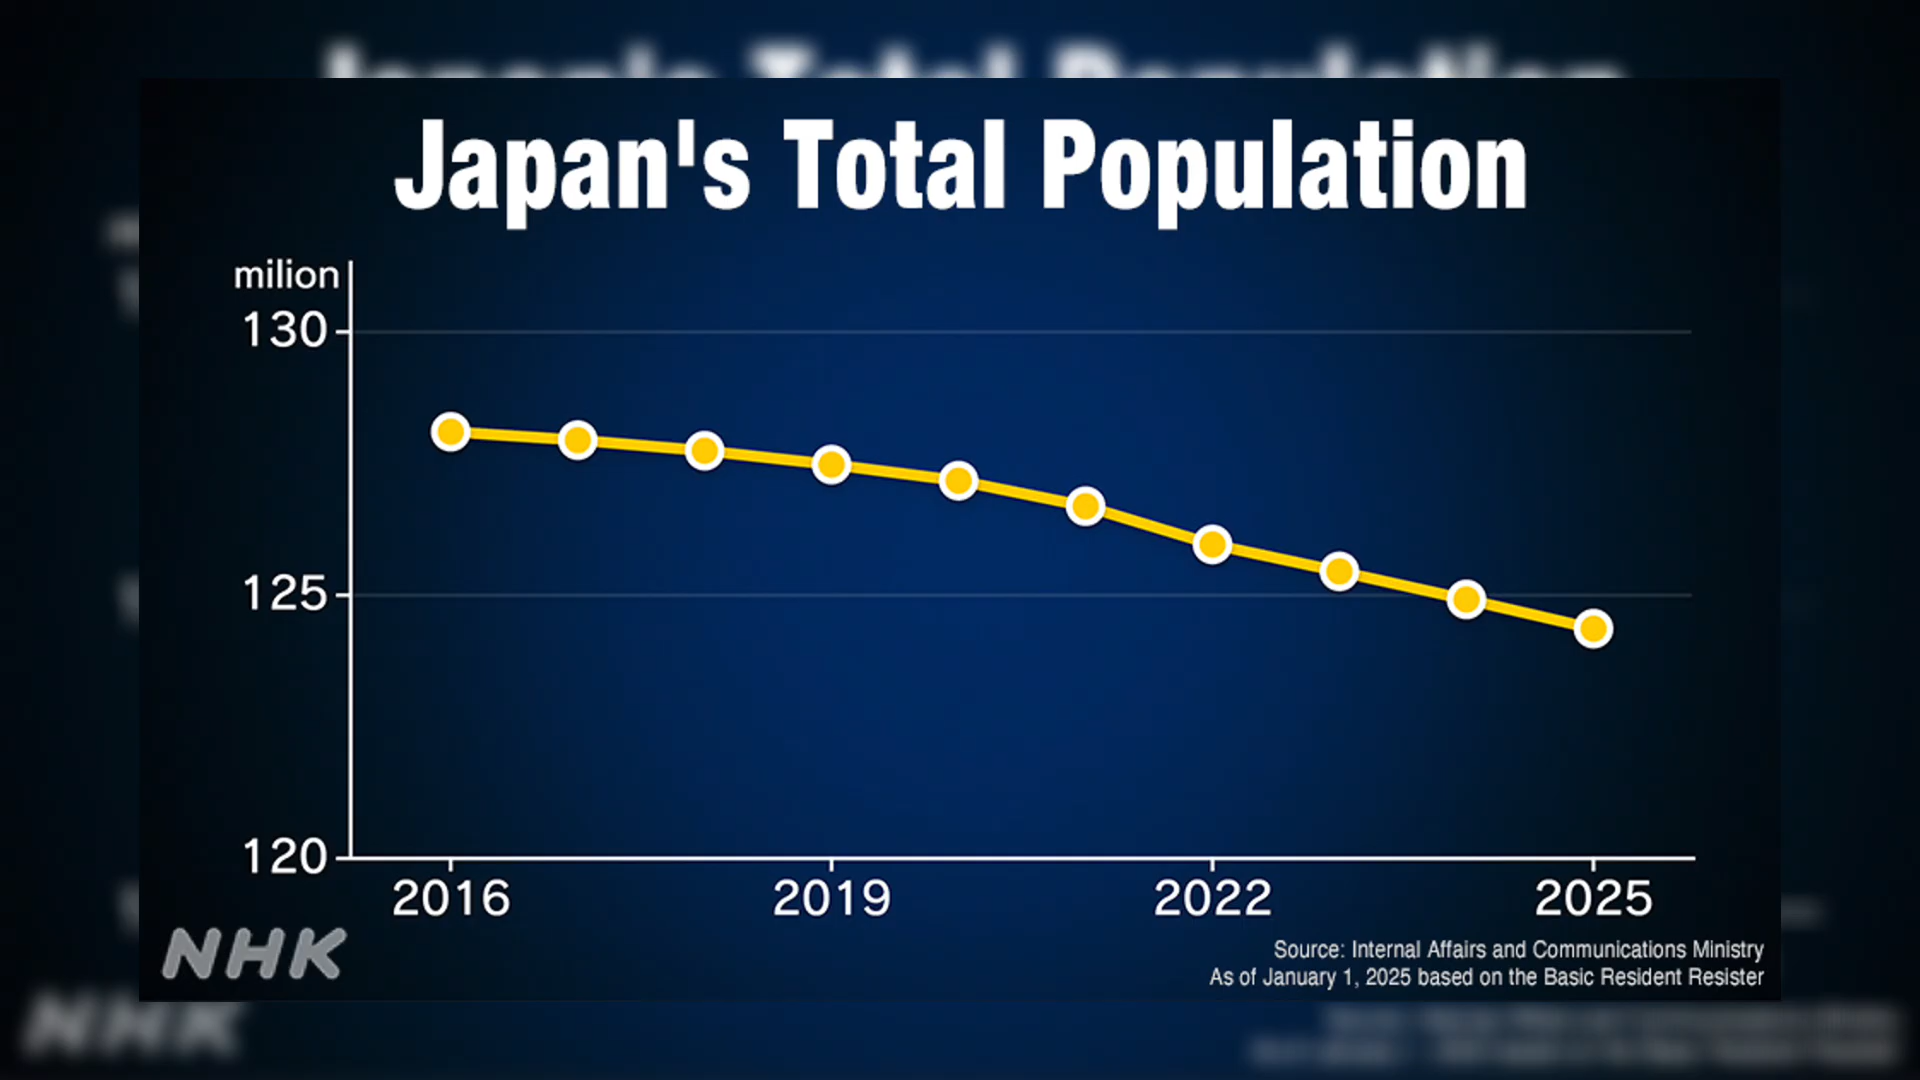 Japan's Total Population
milion
130
125
120
2016 2019 2022 2025
NHK
Source: Internal Affairs and Communications Ministry
As of January 1, 2025 based on the Basic Resident Resister